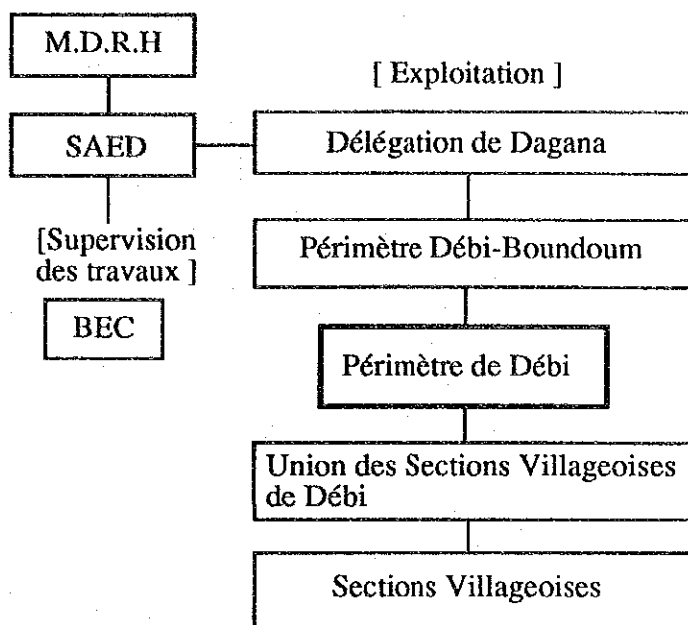 M.D.R.H
[ Exploitation ]
SAED
Délégation de Dagana
[Supervision
des travaux ]
BEC
Périmètre Débi-Boundoum
Périmètre de Débi
Union des Sections Villageoises
de Débi
Sections Villageoises